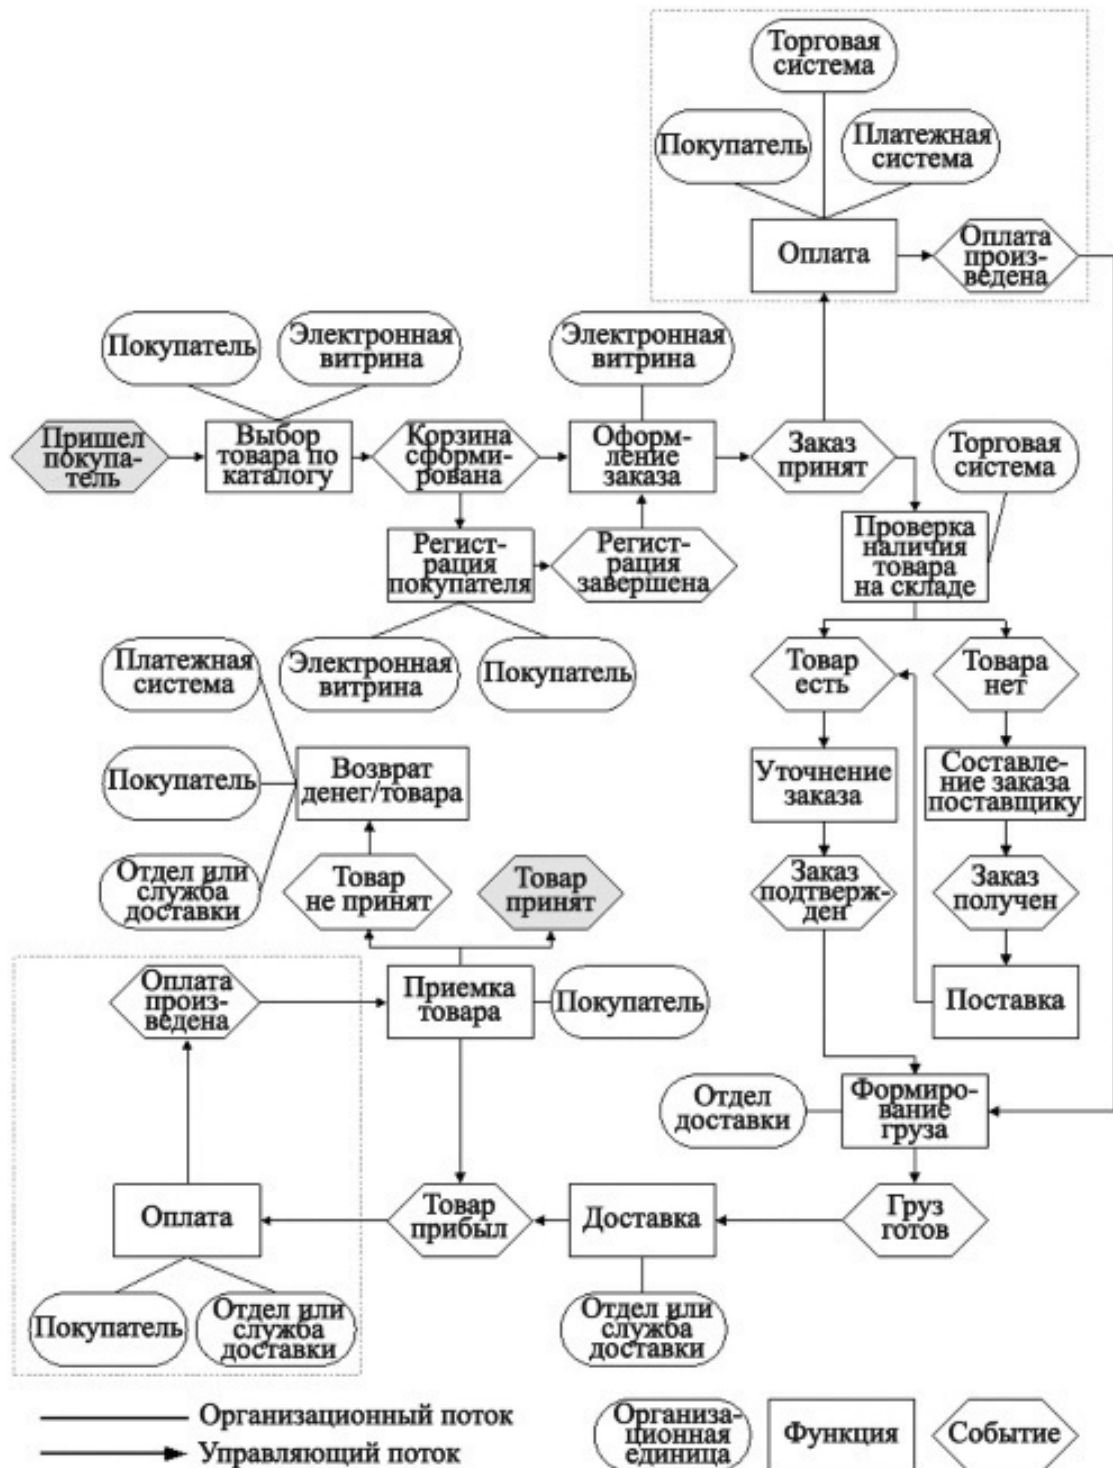 Торговая
система
Покупатель
Платежная
система
Оплата
Оплата
произ-
ведена
Покупатель
Электронная
витрина
Электронная
витрина
Пришел
покупа-
тель
Выбор
товара по
каталогу
Корзина
сформи-
рована
Оформ-
ление
заказа
Заказ
принят
Торговая
система
Регист-
рация
покупателя
Регист-
рация
завершена
Проверка
наличия
товара
на складе
Платежная
система
Электронная
витрина
Покупатель
Товар
есть
Товара
нет
Покупатель
Возврат
денег/товара
Уточнение
заказа
Составле-
ние заказа
поставщику
Отдел или
служба
доставки
Товар
не принят
Товар
принят
Заказ
подтверж-
ден
Заказ
получен
Оплата
произ-
ведена
Приемка
товара
Покупатель
Поставка
Отдел
доставки
Формиро-
вание
груза
Оплата
Товар
прибыл
Доставка
Груз
готов
Покупатель
Отдел или
служба
доставки
Отдел или
служба
доставки
Организационный поток
Управляющий поток
Организа-
ционная
единица
Функция
Событие